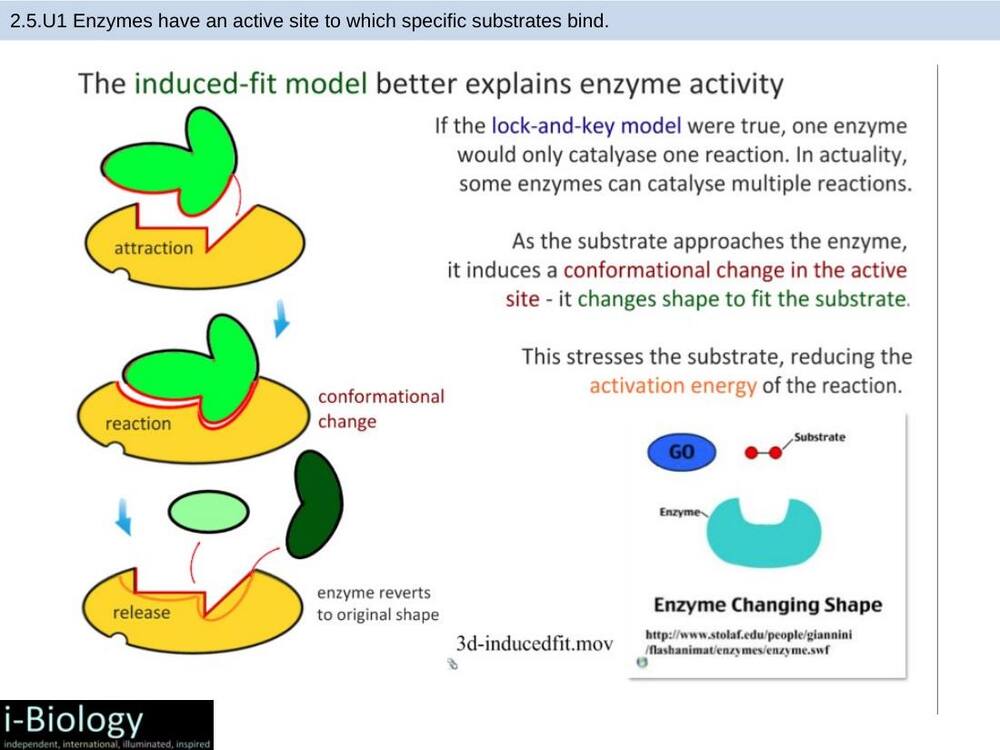 2.5.U1 Enzymes have an active site to which specific substrates bind.
The induced-fit model better explains enzyme activity
If the lock-and-key model were true, one enzyme
would only catalyase one reaction. In actuality,
some enzymes can catalyse multiple reactions.
attraction
As the substrate approaches the enzyme,
it induces a conformational change in the active
site - it changes shape to fit the substrate.
This stresses the substrate, reducing the
activation energy of the reaction.
reaction
conformational
change
GO
Substrate
Enzyme
release
enzyme reverts
to original shape
Enzyme Changing Shape
3d-inducedfit.mov
http://www.stolaf.edu/people/giannini
/flashanimat/enzymes/enzyme.swf
i-Biology
independent, international, illuminated, inspired